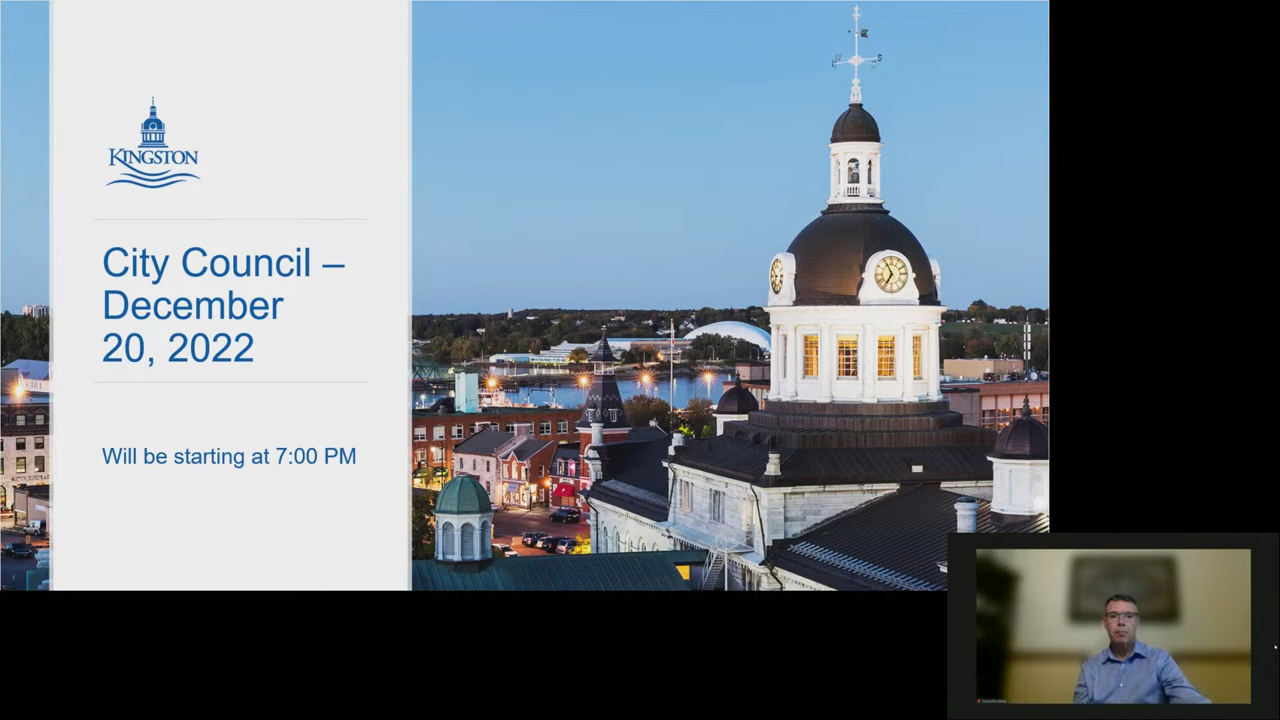 KINGSTON
City Council –
December
20, 2022
Will be starting at 7:00 PM